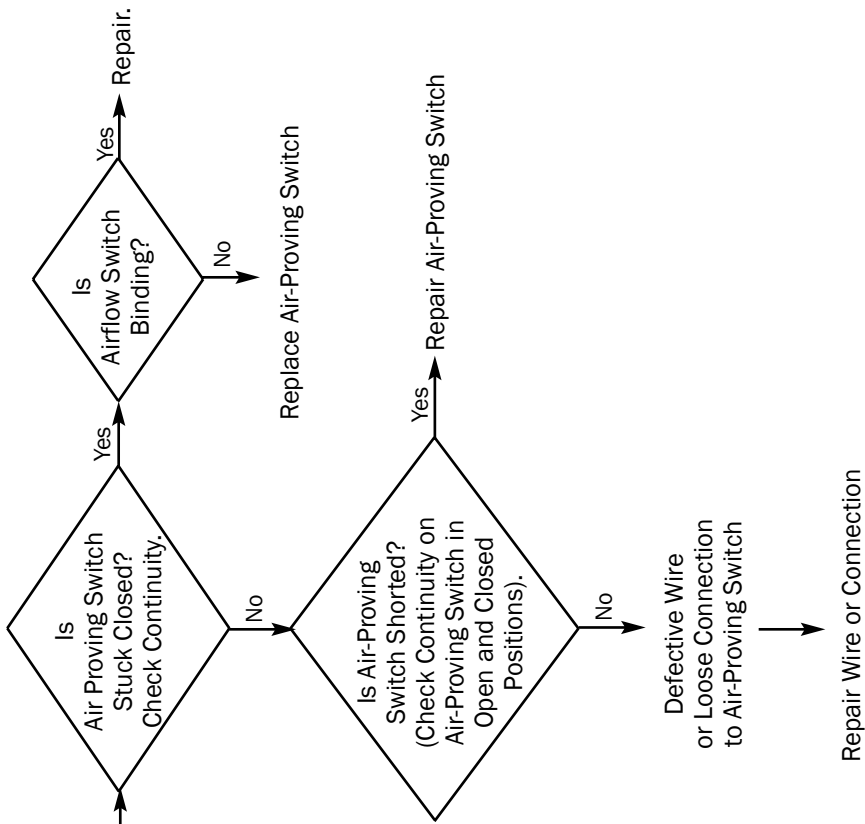 Is
Air Proving Switch
Stuck Closed?
Check Continuity.
Yes
No
Is
Airflow Switch
Binding?
Yes
Repair.
No
Replace Air-Proving Switch
Is Air-Proving
Switch Shorted?
(Check Continuity on
Air-Proving Switch in
Open and Closed
Positions).
Yes
Repair Air-Proving Switch
No
Defective Wire
or Loose Connection
to Air-Proving Switch
Repair Wire or Connection